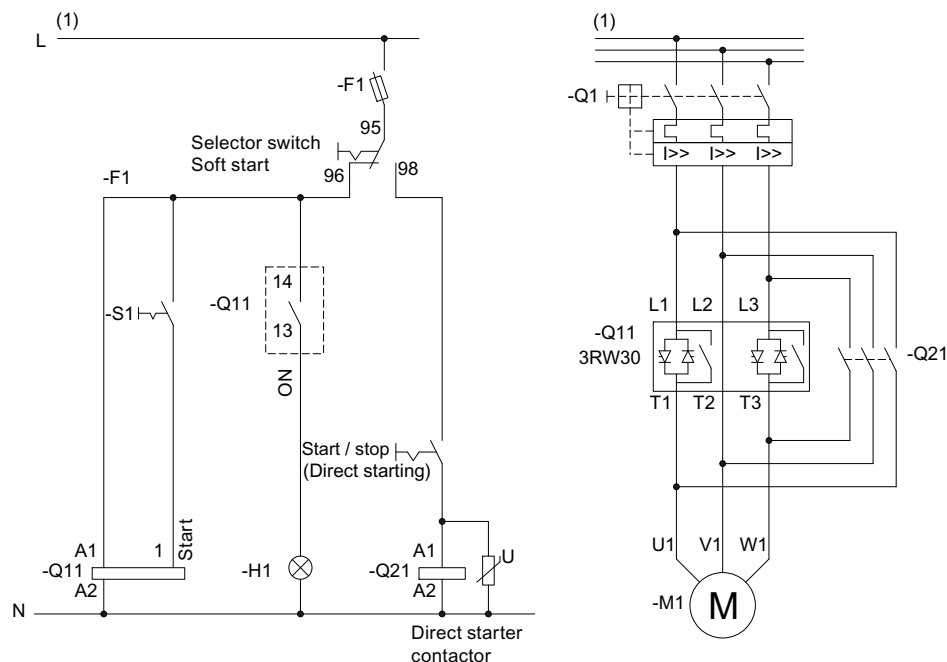 (1)
L
-F1
95
Selector switch
Soft start
96
98
-F1
14
-Q11
13
-S1
ON
Start / stop
(Direct starting)
Start
A1
1
-Q11
A2
-H1
A1
-Q21
A2
U
N
Direct starter
contactor
(1)
-Q1
I>> I>> I>>
L1 L2 L3
-Q11
3RW30
-Q21
T1 T2 T3
U1 V1 W1
-M1
M